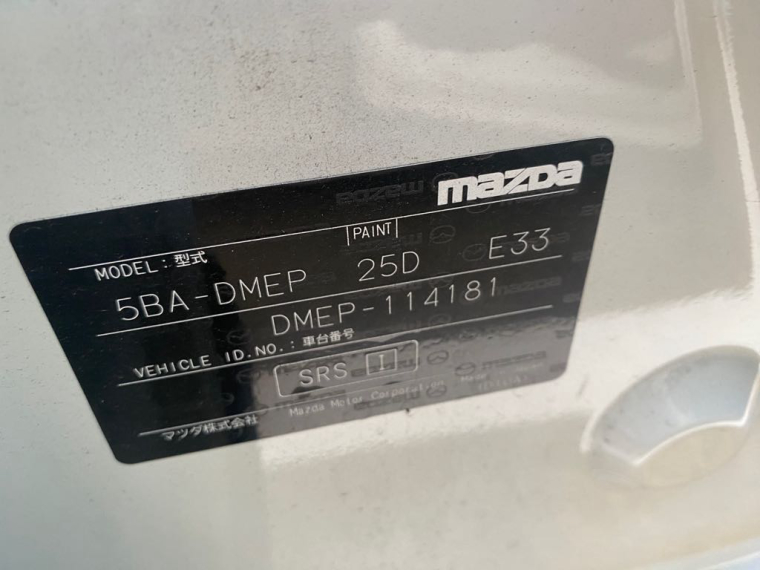 mazda
PAINT
MODEL : 型式
5BA-DMEP 25D E33
DMEP-114181
VEHICLE ID.NO. : 車台番号
SRS I
Mazda Motor Corporation
マツダ株式会社